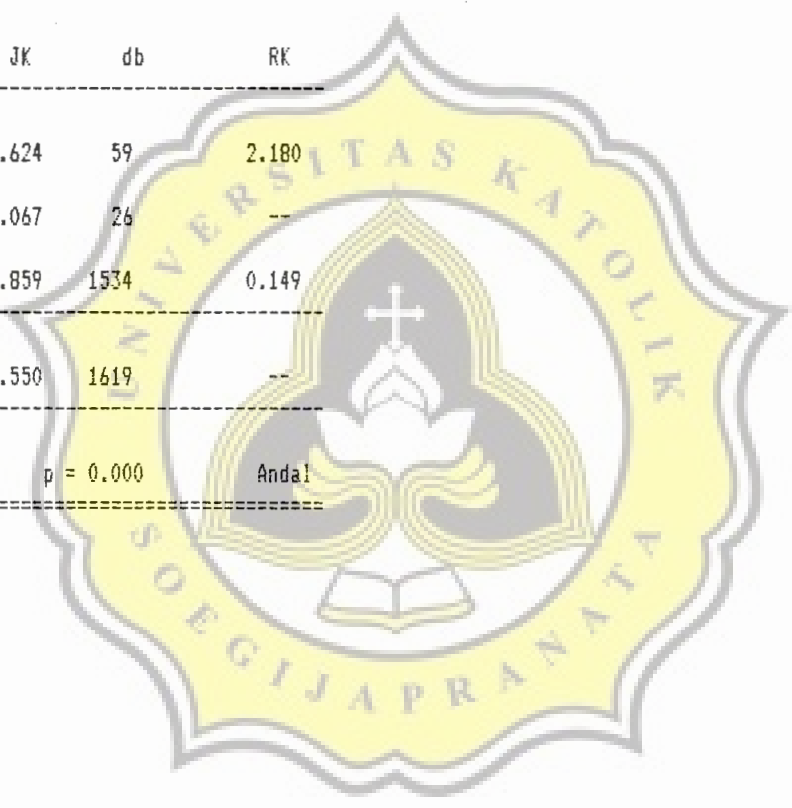 JK db RK
.624 59 2.180
.067 26 --
.859 1534 0.149
.550 1619 --
p = 0.000 Andal
UNIVERSITAS KATOLIK
SOEGIJAPRANATA